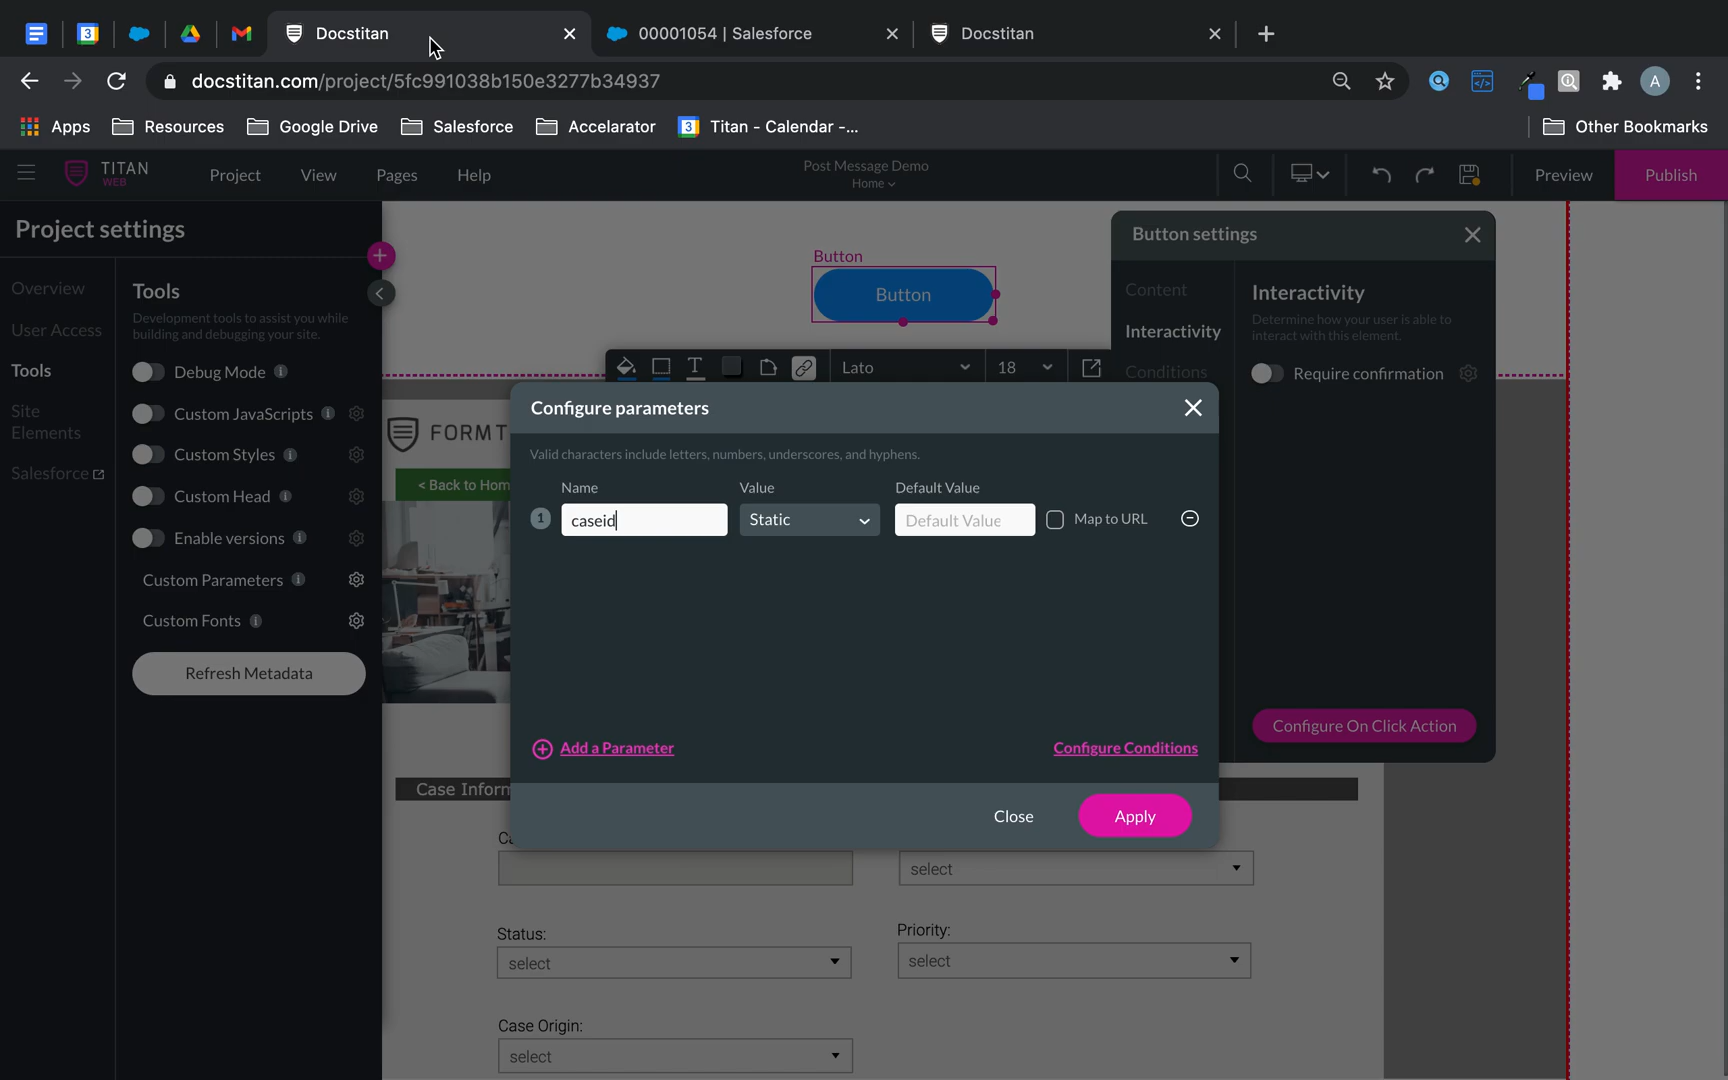 Docstitan
00001054 | Salesforce
Docstitan
docstitan.com/project/5fc991038b150e3277b34937
A
Apps
Resources
Google Drive
Salesforce
Accelarator
3
Titan - Calendar -...
Other Bookmarks
TITAN
WEB
Project
View
Pages
Help
Post Message Demo
Home
Preview
Publish
Project settings
Overview
User Access
Tools
Site
Elements
Salesforce
Tools
Development tools to assist you while
building and debugging your site.
Debug Mode
Custom JavaScripts
Custom Styles
Custom Head
Enable versions
Custom Parameters
Custom Fonts
Refresh Metadata
Button
Button
Lato
18
Button settings
Content
Interactivity
Conditions
Interactivity
Determine how your user is able to
interact with this element.
Require confirmation
Configure On Click Action
FORMT
< Back to Hom
Configure parameters
Valid characters include letters, numbers, underscores, and hyphens.
Name
Value
Default Value
1
caseid
Static
Default Value
Map to URL
Add a Parameter
Configure Conditions
Close
Apply
Case Inforn
select
Status:
select
Priority:
select
Case Origin:
select